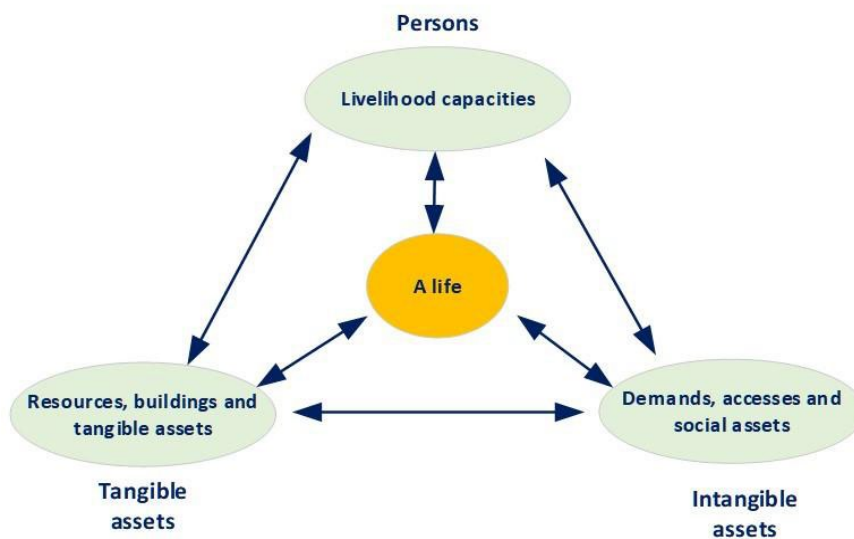 Persons
Livelihood capacities
A life
Resources, buildings and
tangible assets
Demands, accesses and
social assets
Tangible
assets
Intangible
assets